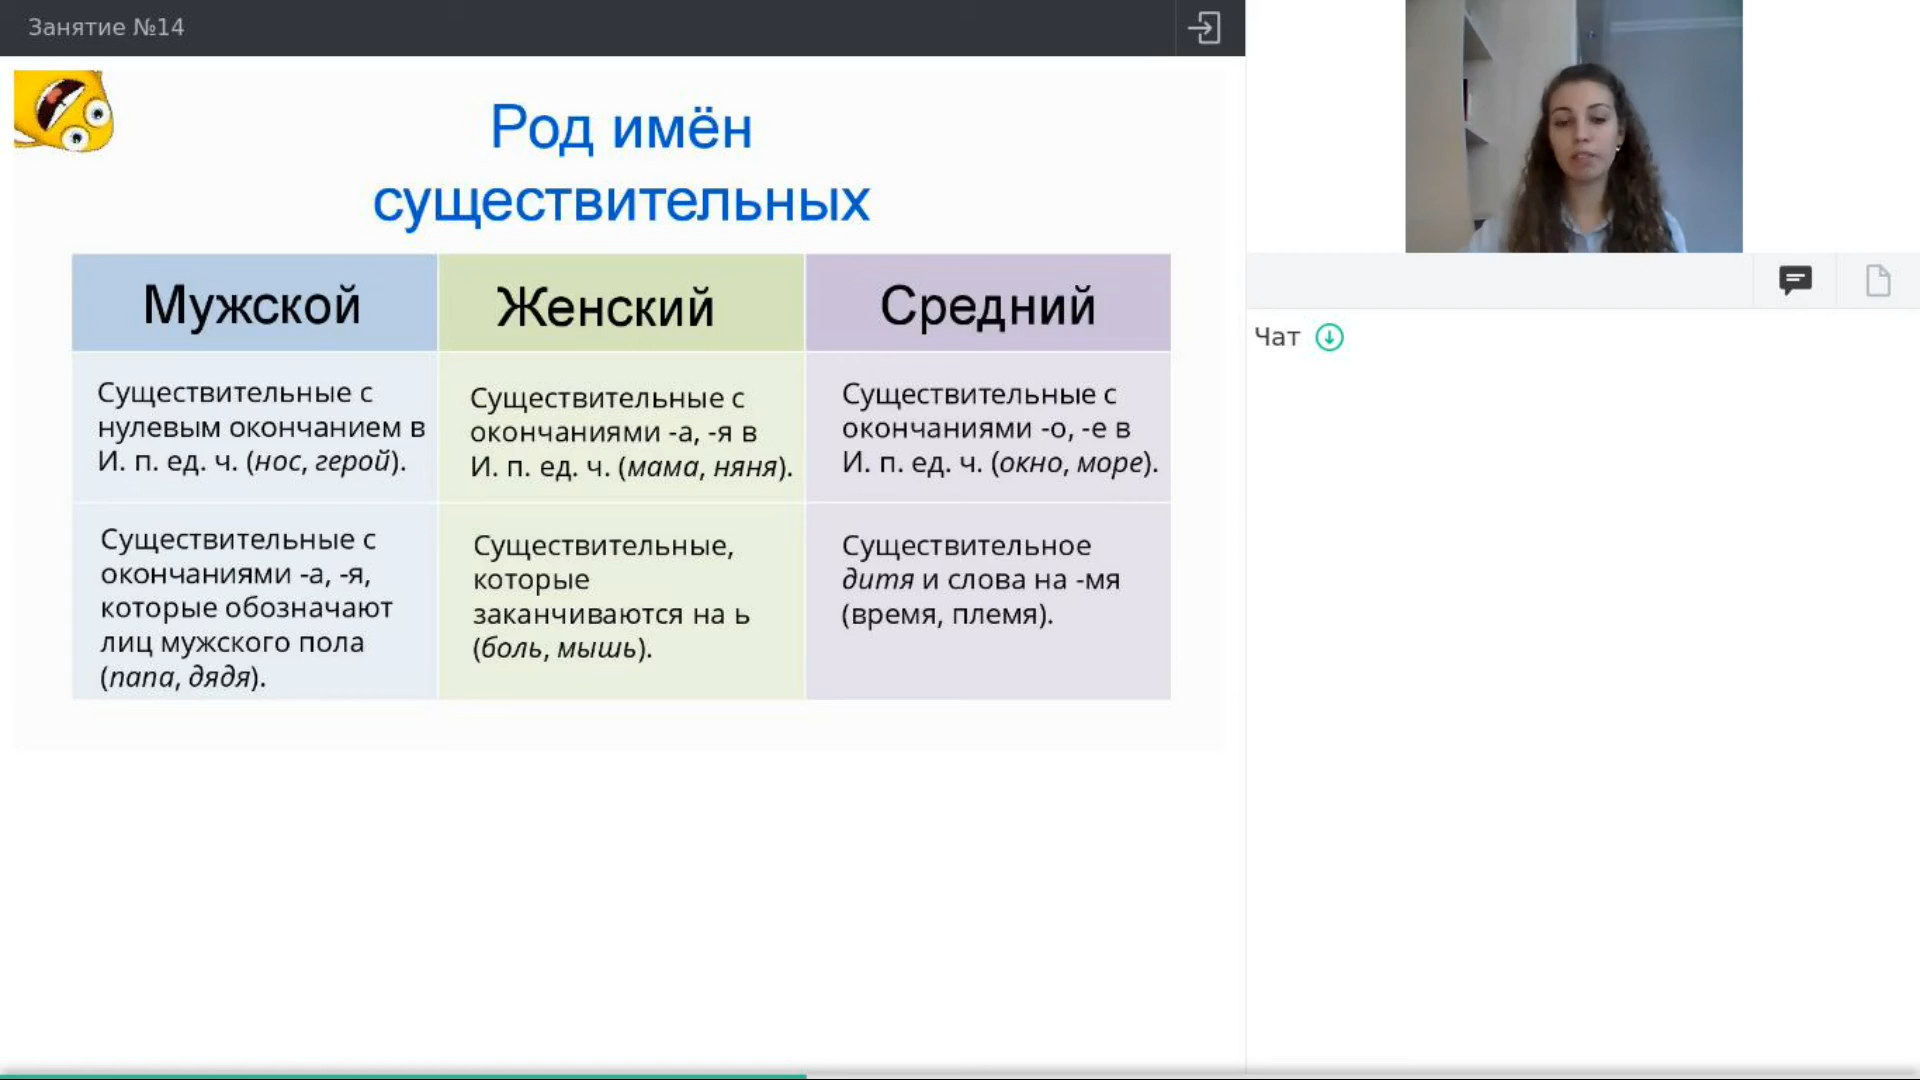 Занятие №14
Род имён
существительных
Мужской
Женский
Средний
Существительные с
нулевым окончанием в
И. п. ед. ч. (нос, герой).
Существительные с
окончаниями -а, -я в
И. п. ед. ч. (мама, няня).
Существительные с
окончаниями -о, -е в
И. п. ед. ч. (окно, море).
Существительные с
окончаниями -а, -я,
которые обозначают
лиц мужского пола
(папа, дядя).
Существительные,
которые
заканчиваются на ь
(боль, мышь).
Существительное
дитя и слова на -мя
(время, племя).
Чат